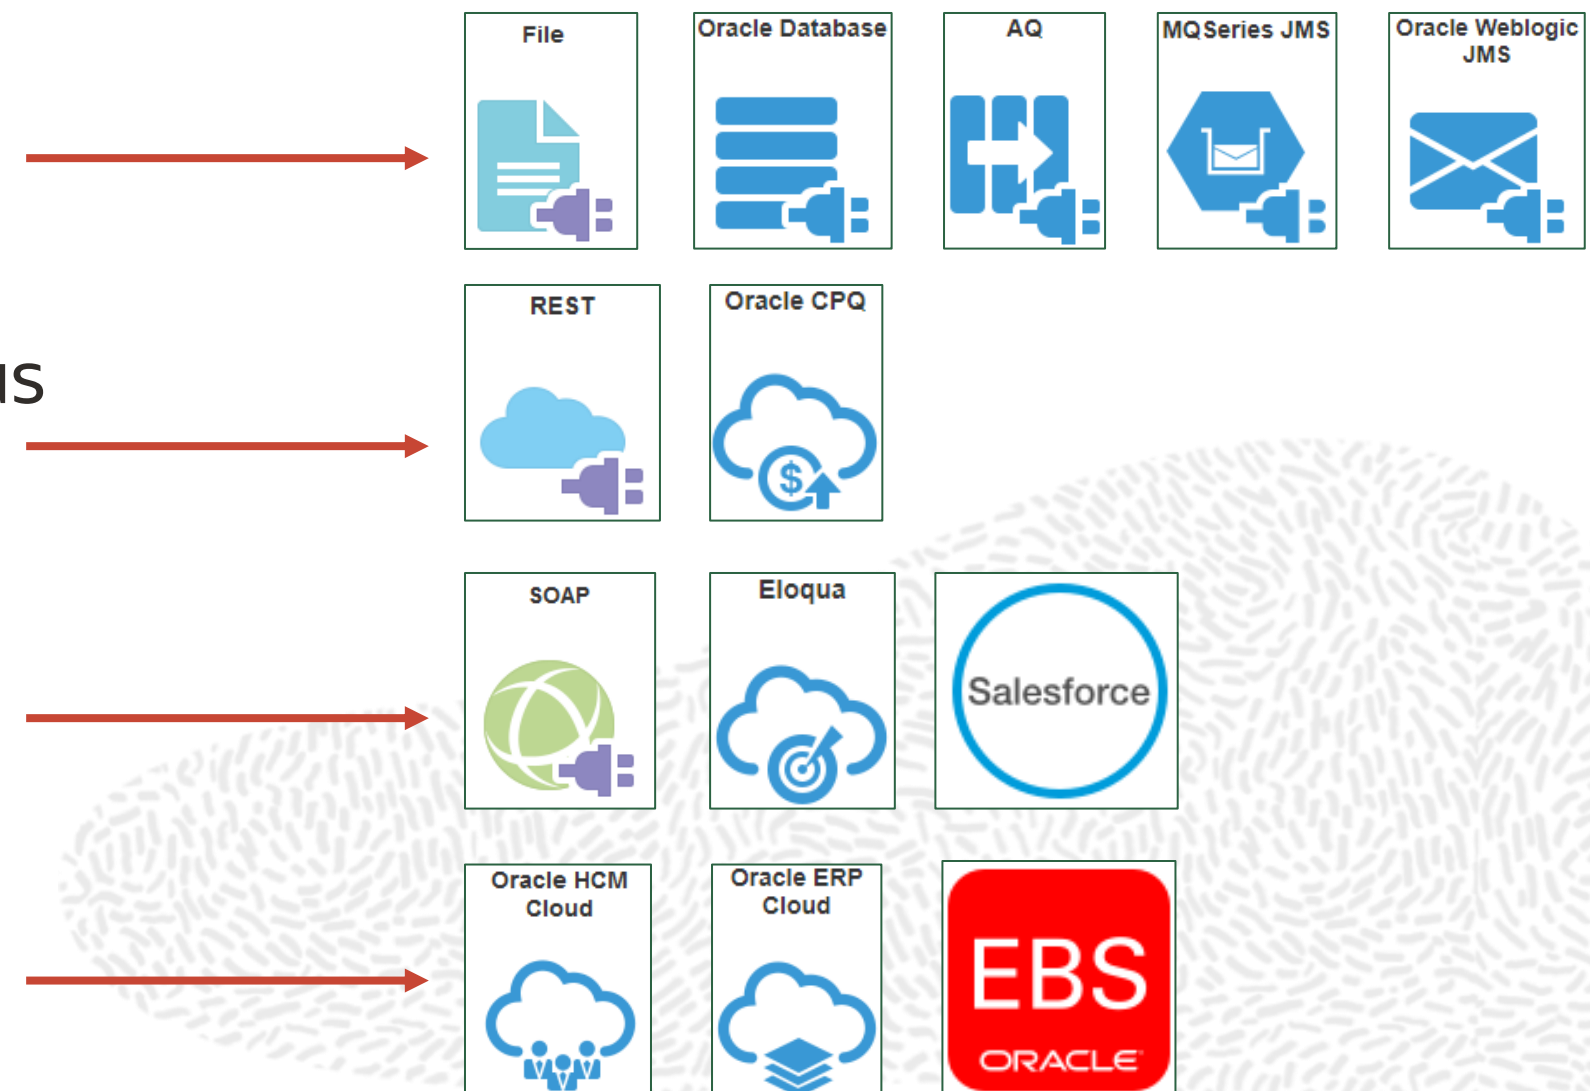 File
Oracle Database
AQ
MQSeries JMS
Oracle Weblogic
JMS
REST
Oracle CPQ
$
SOAP
Eloqua
Salesforce
Oracle HCM
Cloud
Oracle ERP
Cloud
EBS
ORACLE